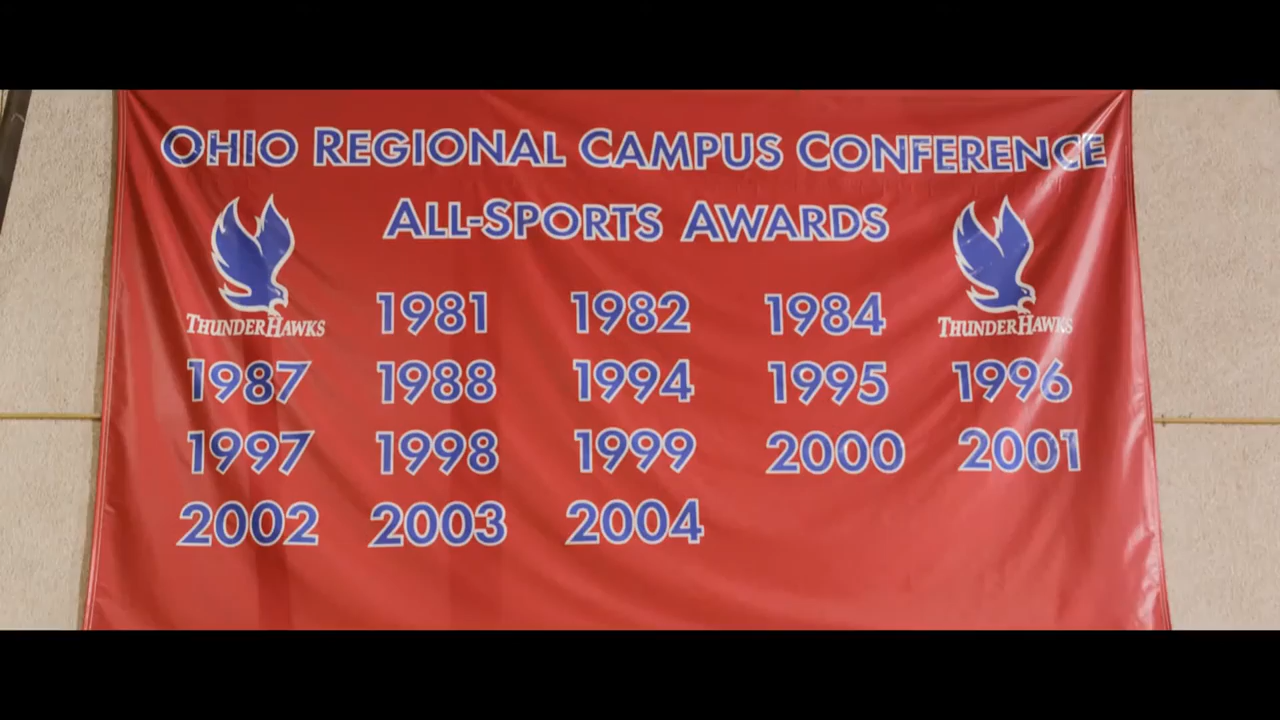 OHIO REGIONAL CAMPUS CONFERENCE
ALL-SPORTS AWARDS
THUNDERHAWKS
THUNDERHAWKS
1981 1982 1984
1987 1988 1994 1995 1996
1997 1998 1999 2000 2001
2002 2003 2004